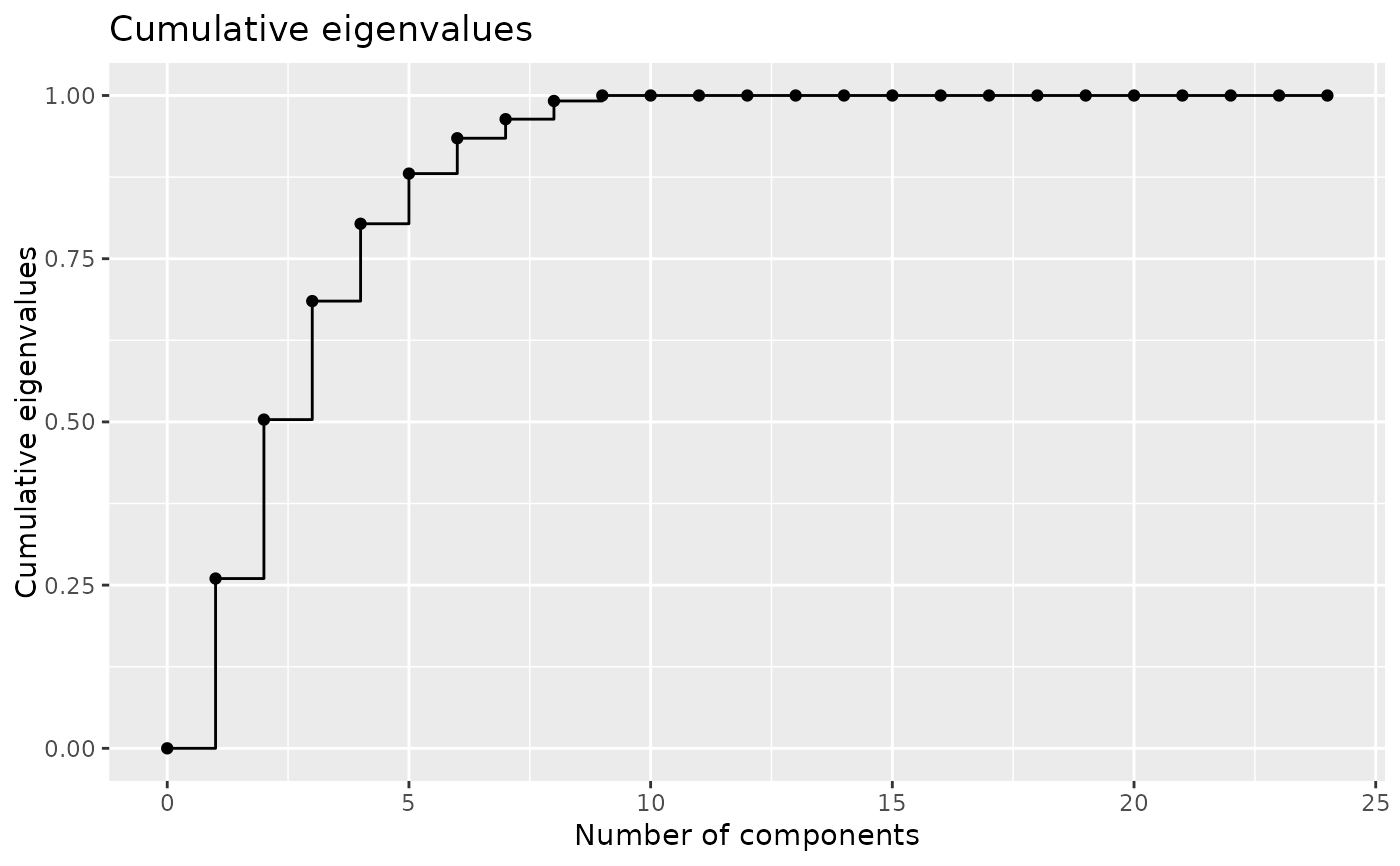 Cumulative eigenvalues
Cumulative eigenvalues
1.00
0.75
0.50
0.25
0.00
0 5 10 15 20 25
Number of components